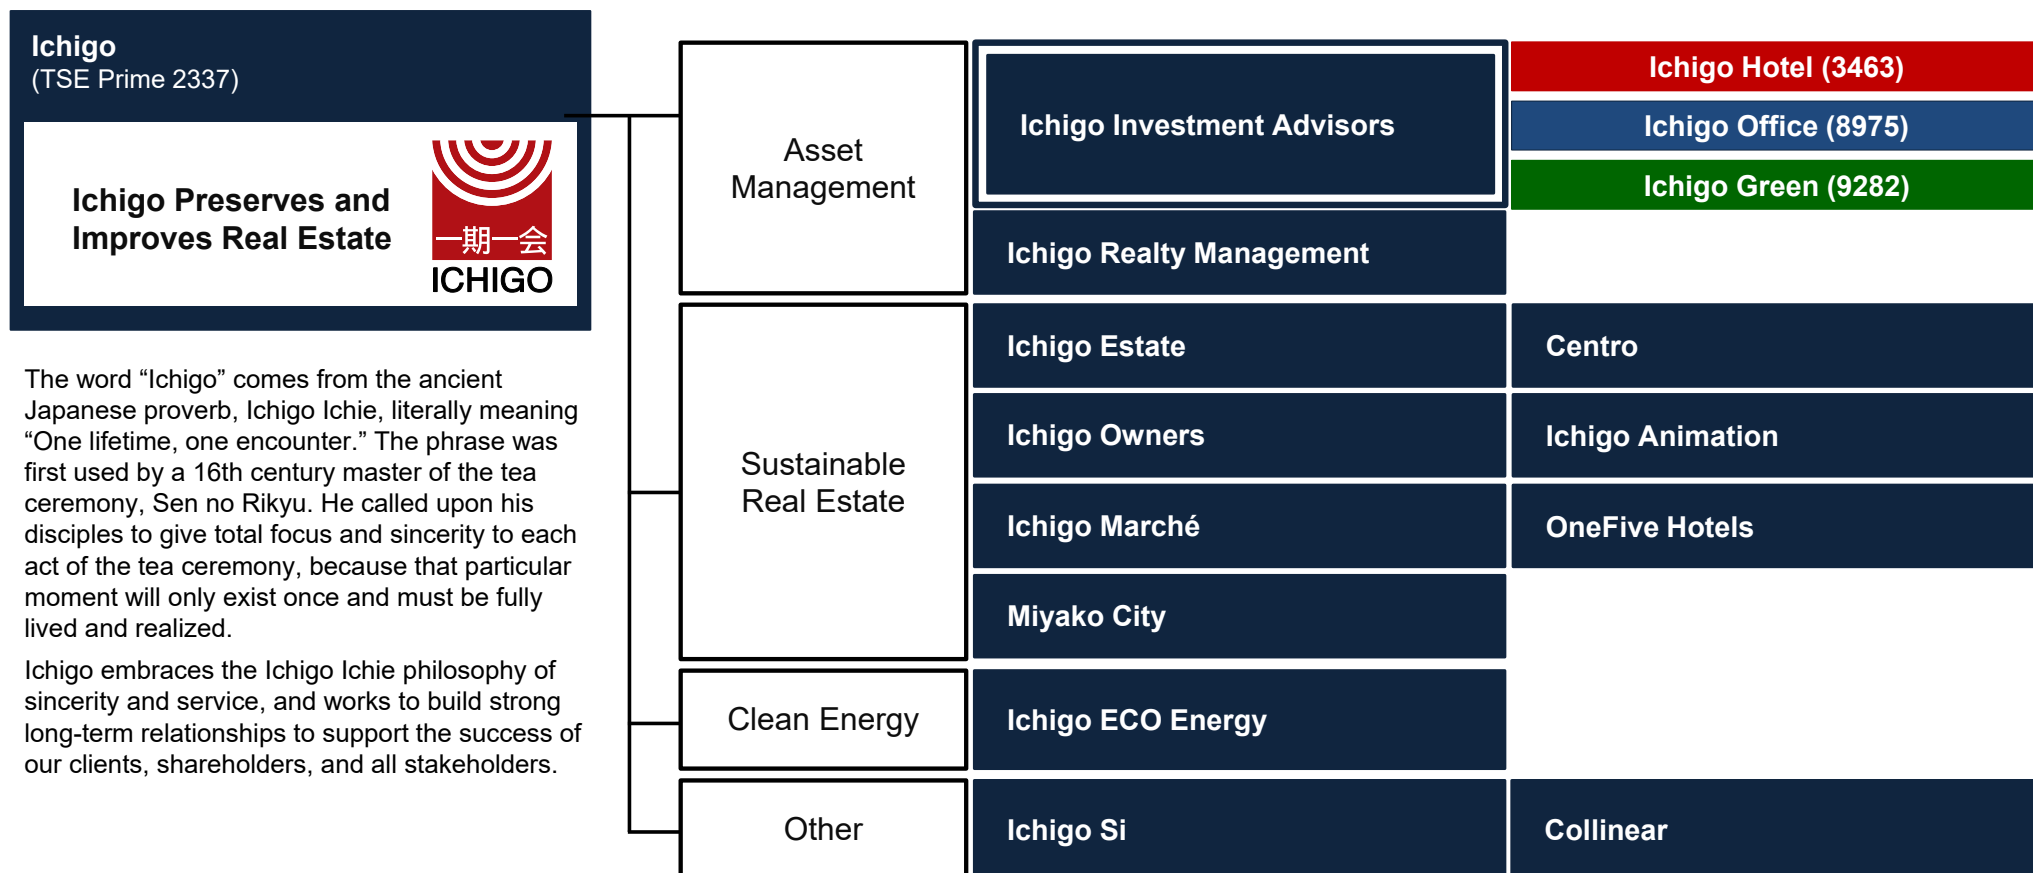 Ichigo
(TSE Prime 2337)
Ichigo Preserves and
Improves Real Estate
一期一会
ICHIGO
The word “Ichigo” comes from the ancient
Japanese proverb, Ichigo Ichie, literally meaning
“One lifetime, one encounter.” The phrase was
first used by a 16th century master of the tea
ceremony, Sen no Rikyu. He called upon his
disciples to give total focus and sincerity to each
act of the tea ceremony, because that particular
moment will only exist once and must be fully
lived and realized.
Ichigo embraces the Ichigo Ichie philosophy of
sincerity and service, and works to build strong
long-term relationships to support the success of
our clients, shareholders, and all stakeholders.
Asset
Management
Ichigo Investment Advisors
Ichigo Hotel (3463)
Ichigo Office (8975)
Ichigo Green (9282)
Ichigo Realty Management
Sustainable
Real Estate
Ichigo Estate
Centro
Ichigo Owners
Ichigo Animation
Ichigo Marché
OneFive Hotels
Miyako City
Clean Energy
Ichigo ECO Energy
Other
Ichigo Si
Collinear